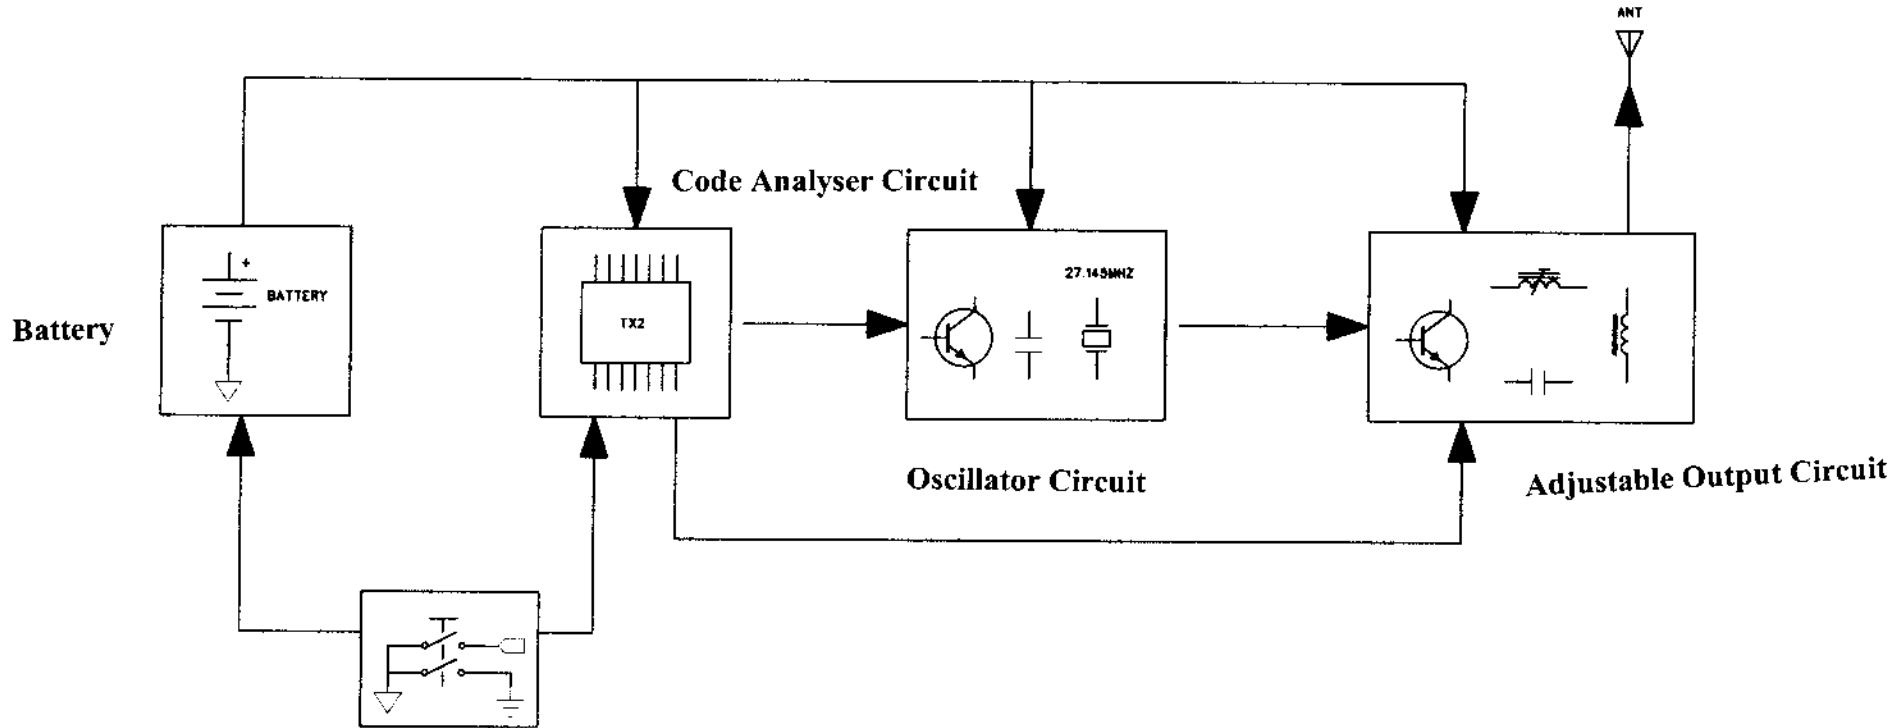 ANT
Code Analyser Circuit
27.145MHZ
+
BATTERY
TX2
Battery
Oscillator Circuit
Adjustable Output Circuit